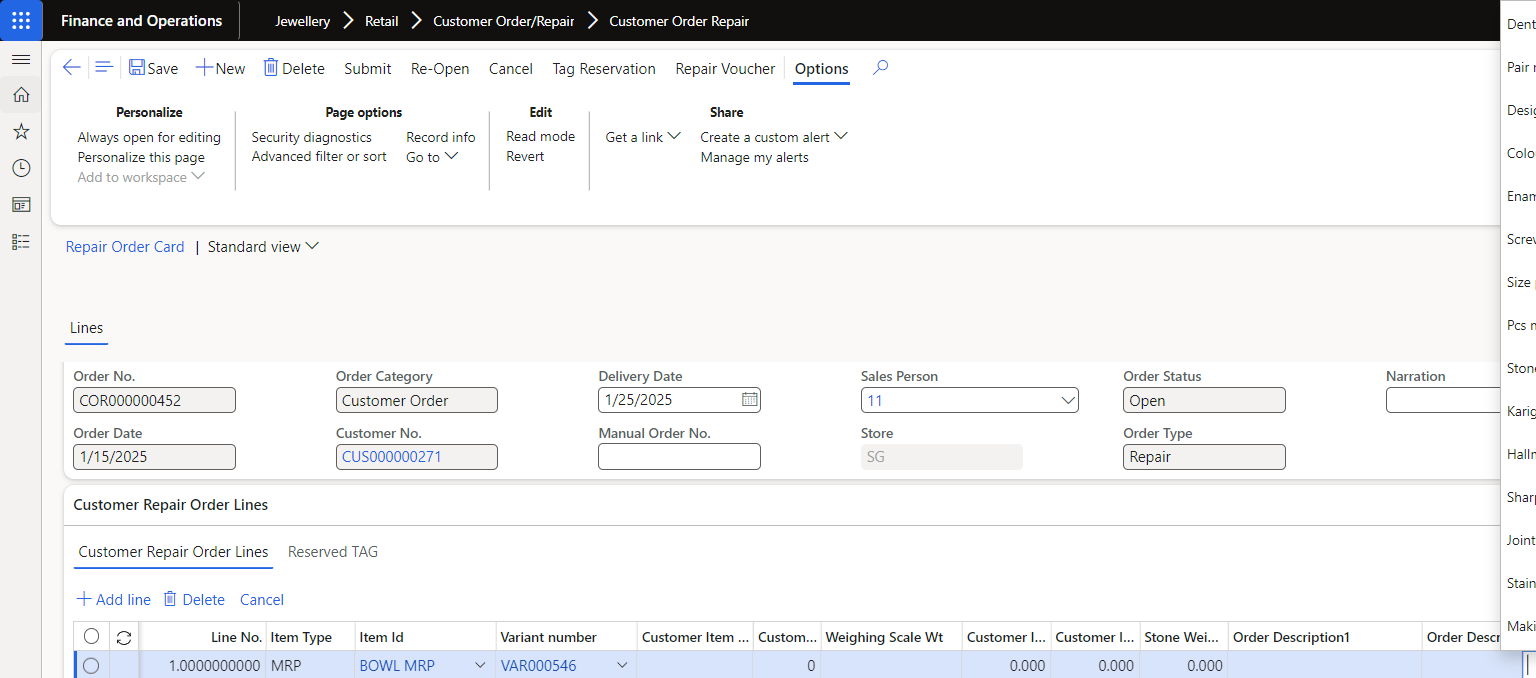 Finance and Operations
Jewellery Retail Customer Order/Repair Customer Order Repair
Save New Delete Submit Re-Open Cancel Tag Reservation Repair Voucher Options
Personalize
Always open for editing
Personalize this page
Add to workspace
Page options
Security diagnostics
Advanced filter or sort
Record info
Go to
Edit
Read mode
Revert
Share
Get a link
Create a custom alert
Manage my alerts
Repair Order Card | Standard view
Lines
Order No.
COR000000452
Order Date
1/15/2025
Order Category
Customer Order
Customer No.
CUS000000271
Delivery Date
1/25/2025
Manual Order No.
Sales Person
11
Store
SG
Order Status
Open
Order Type
Repair
Narration
Customer Repair Order Lines
Customer Repair Order Lines Reserved TAG
Add line Delete Cancel
Line No. Item Type Item Id Variant number Customer Item ... Custom... Weighing Scale Wt Customer I... Customer I... Stone Wei... Order Description1 Order Descr
1.0000000000 MRP BOWL MRP VAR000546 0 0.000 0.000 0.000
Dent
Pair
Desig
Colo
Enam
Screw
Size
Pcs
Stone
Karig
Hallm
Sharp
Joint
Stain
Maki